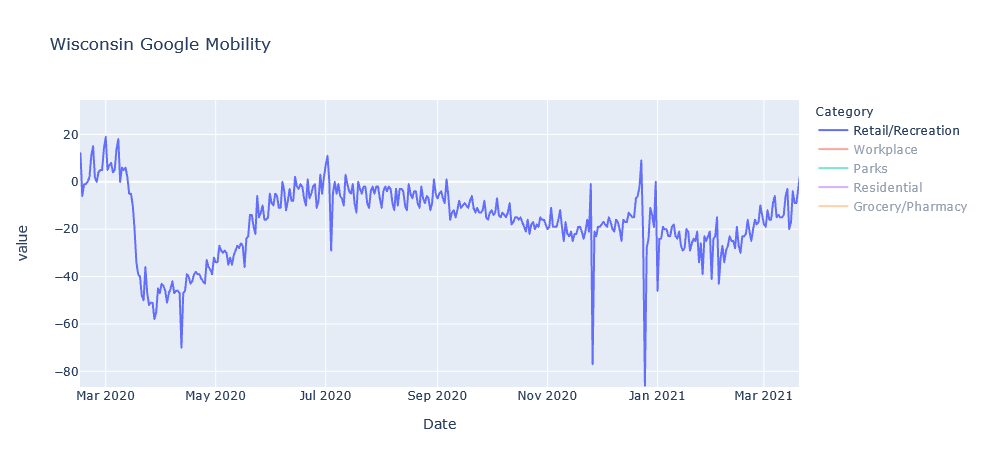 Wisconsin Google Mobility
Category
Retail/Recreation
Workplace
Parks
Residential
Grocery/Pharmacy
value
20
0
−20
−40
−60
−80
Mar 2020
May 2020
Jul 2020
Sep 2020
Nov 2020
Jan 2021
Mar 2021
Date